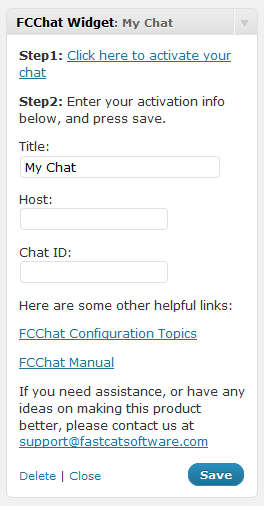 FCChat Widget: My Chat
Step1: Click here to activate your
chat
Step2: Enter your activation info
below, and press save.
Title:
My Chat
Host:
Chat ID:
Here are some other helpful links:
FCChat Configuration Topics
FCChat Manual
If you need assistance, or have any
ideas on making this product
better, please contact us at
support@fastcatsoftware.com
Delete | Close Save